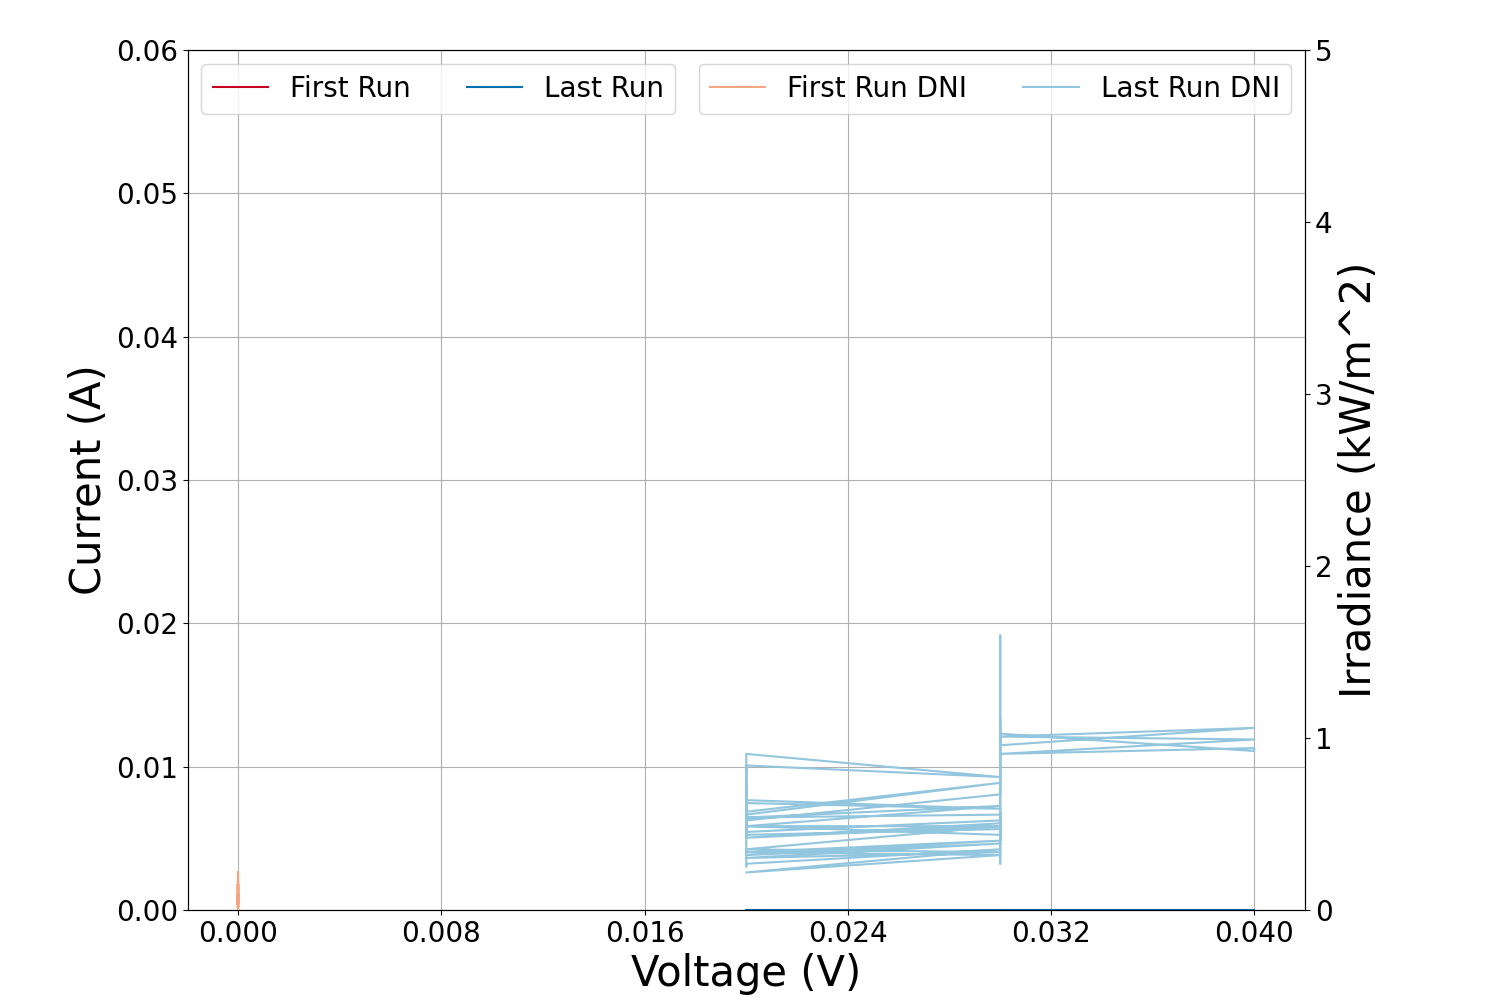 First Run
Last Run
First Run DNI
Last Run DNI
0.06
0.05
0.04
0.03
0.02
0.01
0.00
Current (A)
5
4
3
2
1
0
Irradiance (kW/m^2)
0.000
0.008
0.016
0.024
0.032
0.040
Voltage (V)